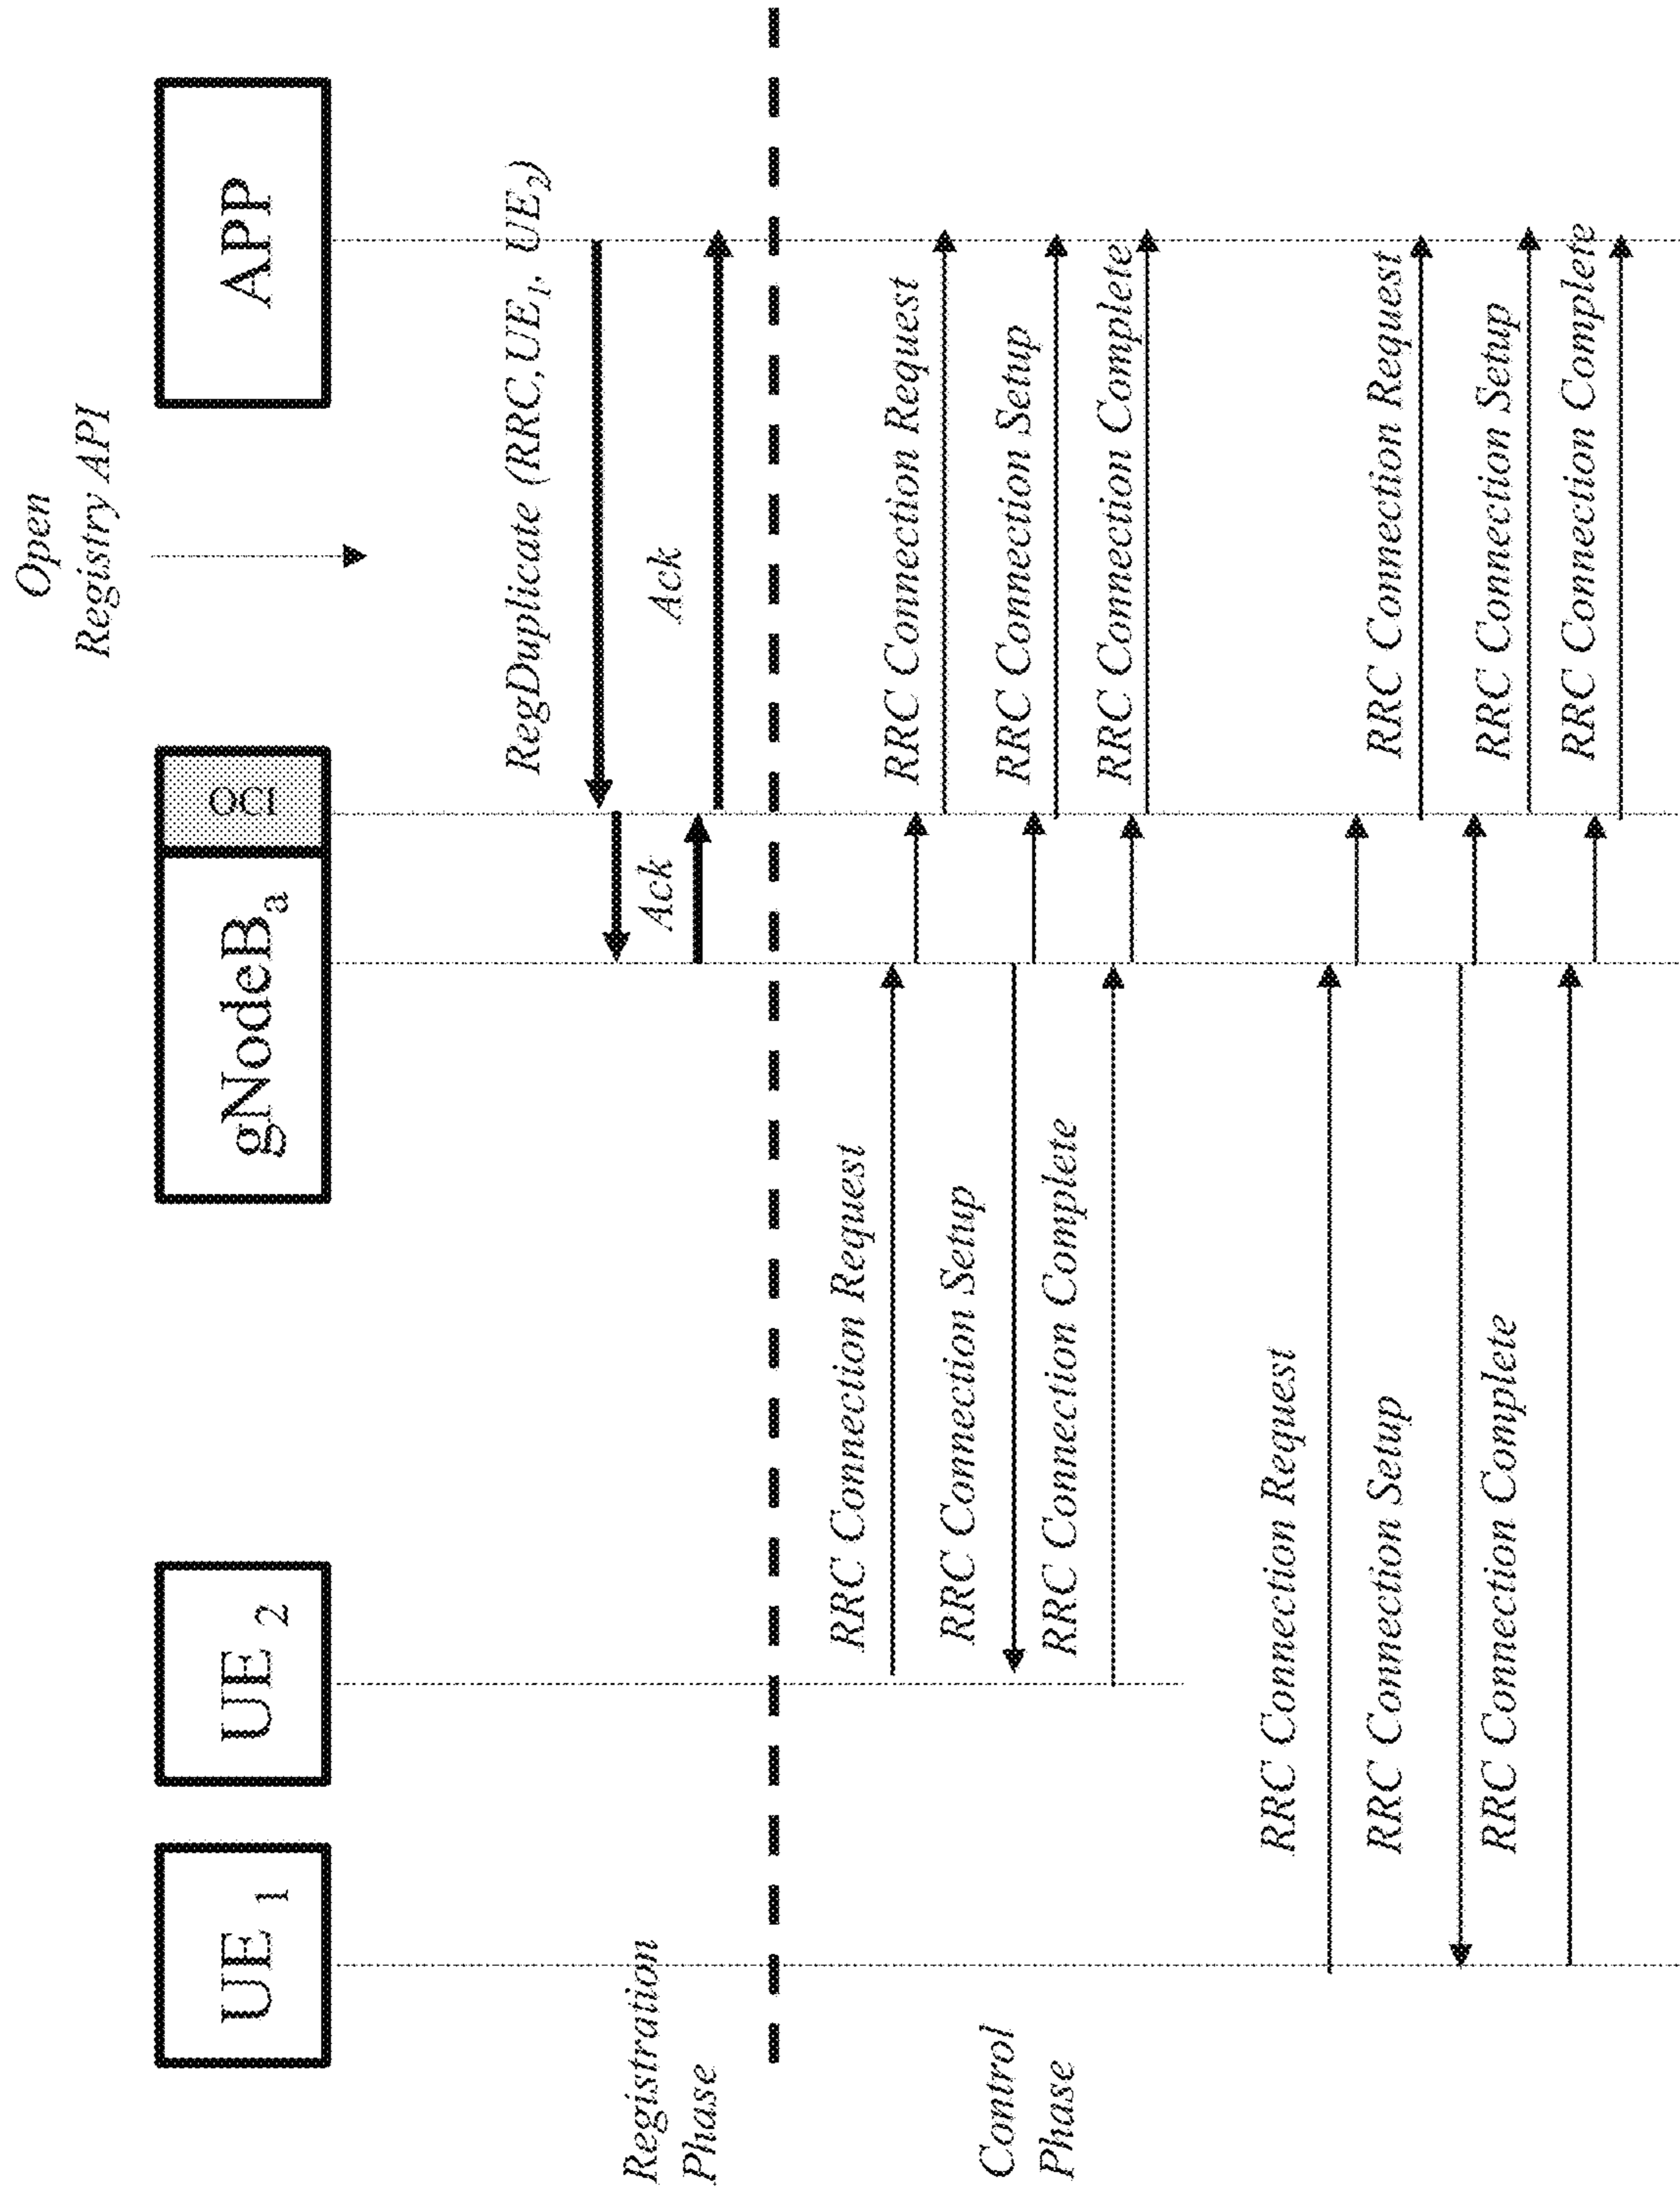 Open
Registry API
UE 1
UE 2
gNodeBa
OCI
APP
RegDuplicate (RRC, UE1, UE2)
Registration
Phase
Ack
Ack
RRC Connection Request
RRC Connection Request
RRC Connection Setup
RRC Connection Setup
RRC Connection Complete
RRC Connection Complete
Control
Phase
RRC Connection Request
RRC Connection Request
RRC Connection Setup
RRC Connection Setup
RRC Connection Complete
RRC Connection Complete